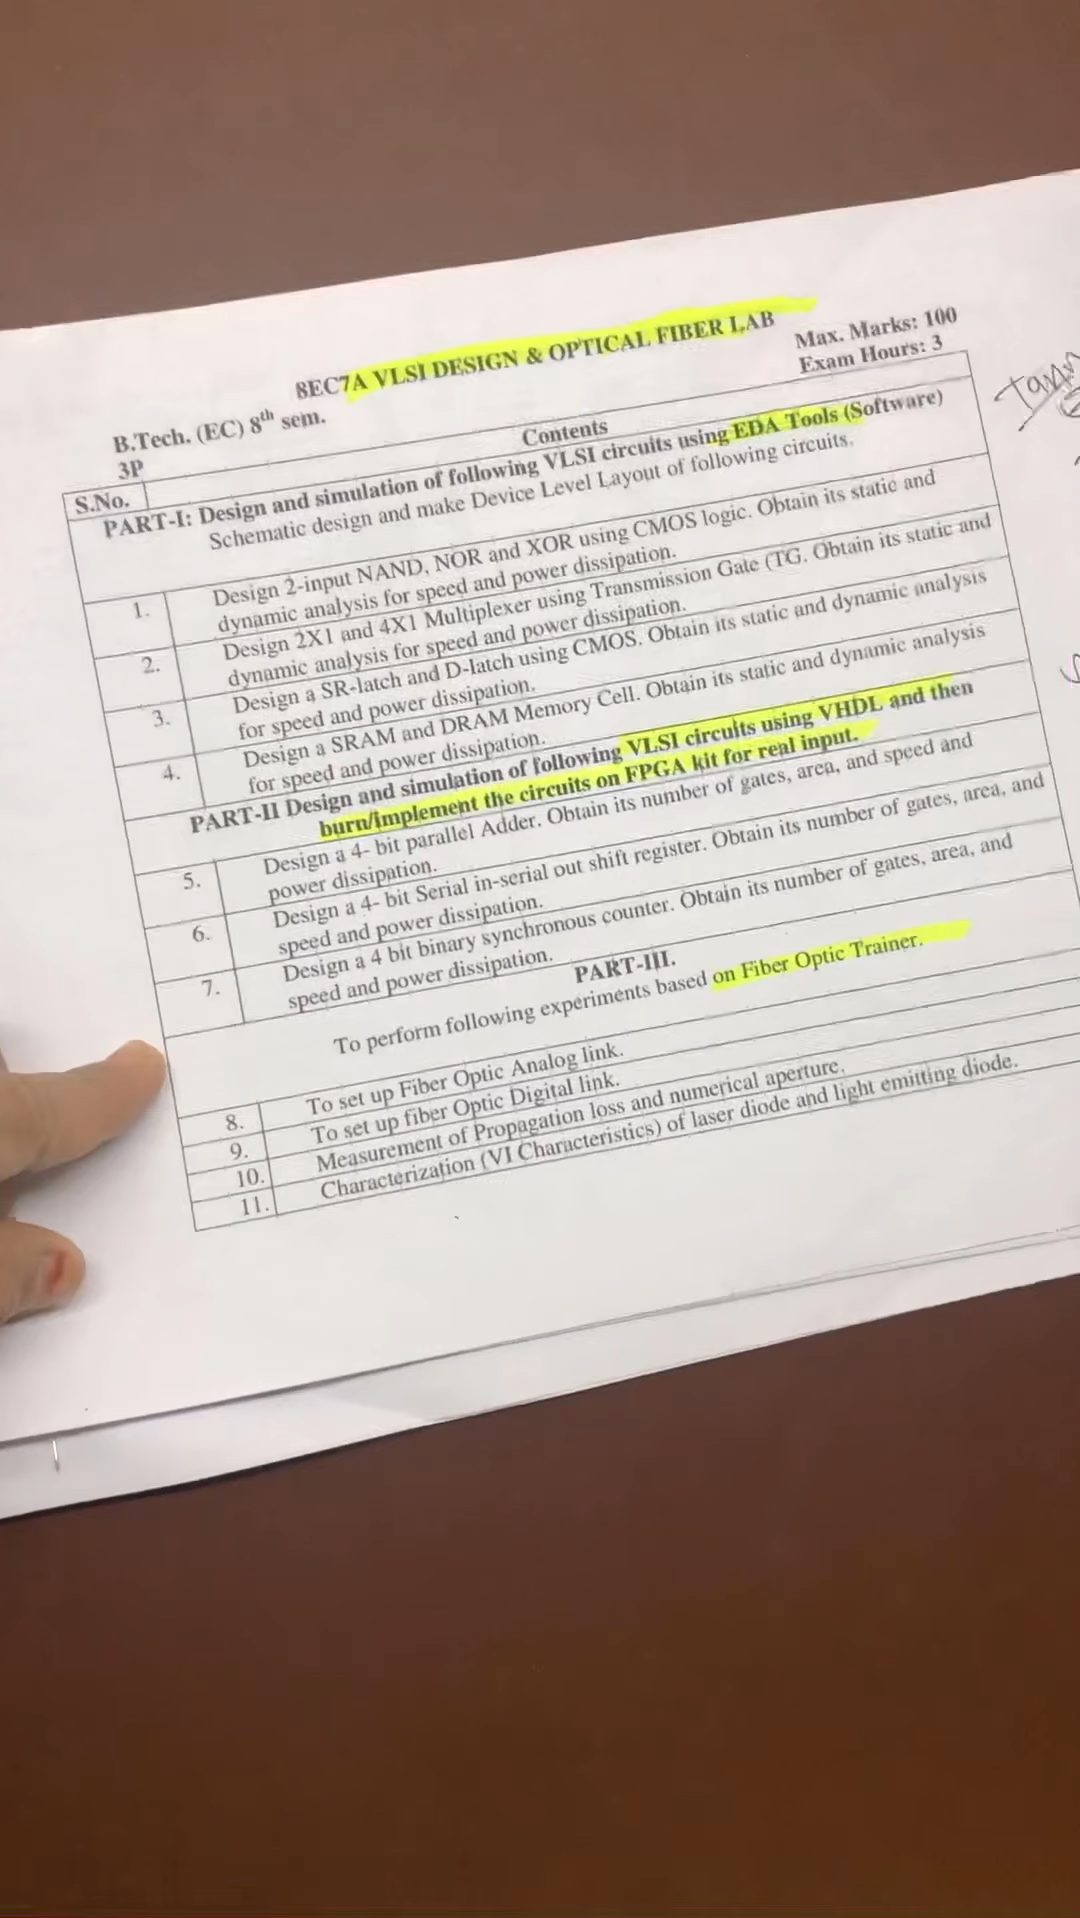 8EC7A VLSI DESIGN & OPTICAL FIBER LAB
B.Tech. (EC) 8th sem.
Max. Marks: 100
3P
Exam Hours: 3
S.No.
Contents
PART-I: Design and simulation of following VLSI circuits using EDA Tools (Software)
Schematic design and make Device Level Layout of following circuits.
1. Design 2-input NAND, NOR and XOR using CMOS logic. Obtain its static and
dynamic analysis for speed and power dissipation.
2. Design 2X1 and 4X1 Multiplexer using Transmission Gate (TG. Obtain its static and
dynamic analysis for speed and power dissipation.
3. Design a SR-latch and D-latch using CMOS. Obtain its static and dynamic analysis
for speed and power dissipation.
4. Design a SRAM and DRAM Memory Cell. Obtain its static and dynamic analysis
for speed and power dissipation.
PART-II Design and simulation of following VLSI circuits using VHDL and then
burn/implement the circuits on FPGA kit for real input.
5. Design a 4- bit parallel Adder. Obtain its number of gates, area, and speed and
power dissipation.
6. Design a 4- bit Serial in-serial out shift register. Obtain its number of gates, area, and
speed and power dissipation.
7. Design a 4 bit binary synchronous counter. Obtain its number of gates, area, and
speed and power dissipation.
PART-III.
To perform following experiments based on Fiber Optic Trainer.
8. To set up Fiber Optic Analog link.
9. To set up fiber Optic Digital link.
10. Measurement of Propagation loss and numerical aperture.
11. Characterization (VI Characteristics) of laser diode and light emitting diode.